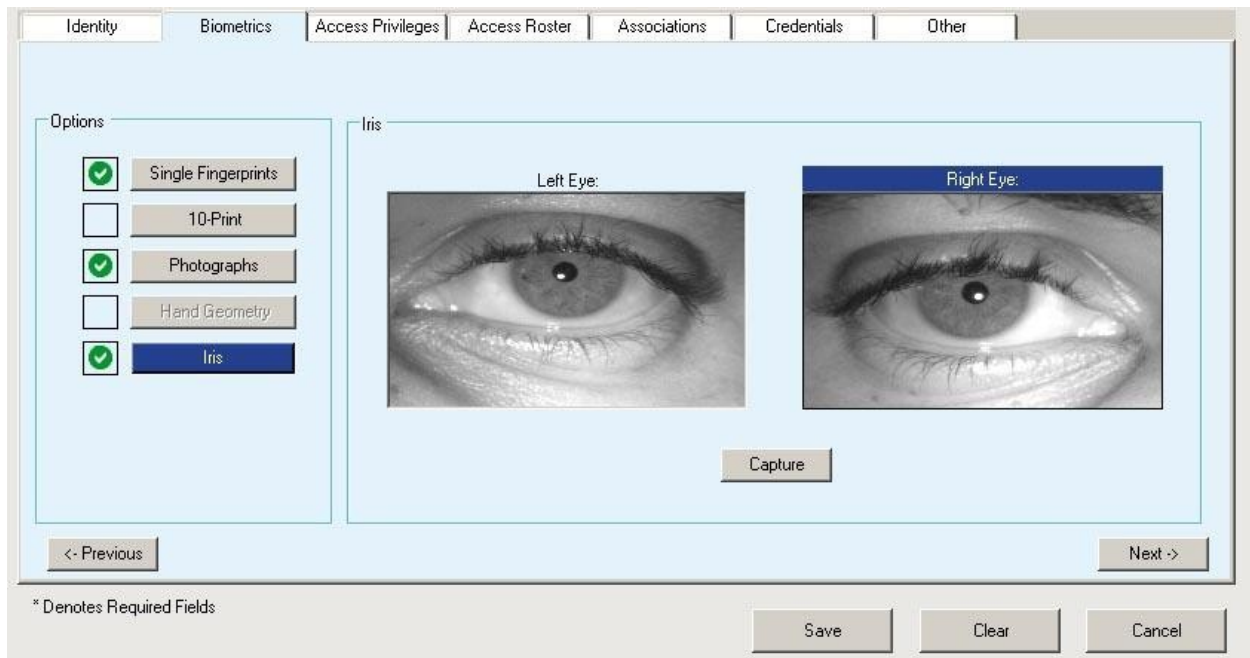 Identity Biometrics Access Privileges Access Roster Associations Credentials Other
Options
Single Fingerprints
10-Print
Photographs
Hand Geometry
Iris
Iris
Left Eye: Right Eye:
Capture
<- Previous Next ->
* Denotes Required Fields
Save Clear Cancel